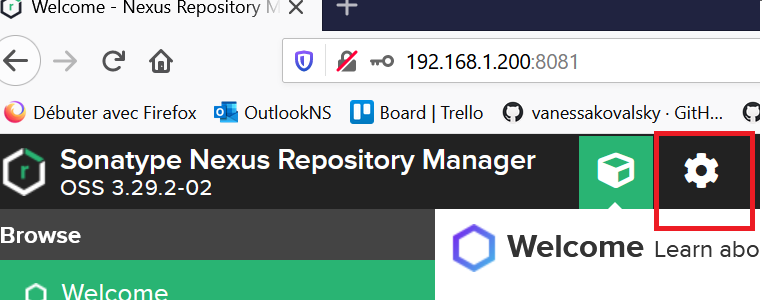 Welcome - Nexus Repository M
192.168.1.200:8081
Débuter avec Firefox OutlookNS Board | Trello vanessakovalsky · GitH...
Sonatype Nexus Repository Manager
OSS 3.29.2-02
Browse
Welcome Learn abo
Welcome